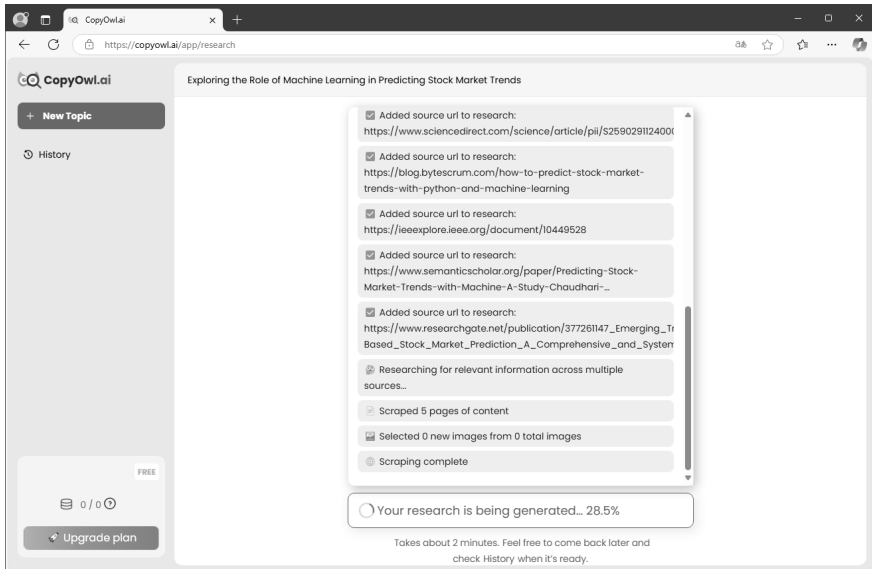 CopyOwl.ai
https://copyowl.ai/app/research
CopyOwl.ai
Exploring the Role of Machine Learning in Predicting Stock Market Trends
+ New Topic
History
Added source url to research:
https://www.sciencedirect.com/science/article/pii/S2590291124000
Added source url to research:
https://blog.bytescrum.com/how-to-predict-stock-market-
trends-with-python-and-machine-learning
Added source url to research:
https://ieeexplore.ieee.org/document/10449528
Added source url to research:
https://www.semanticscholar.org/paper/Predicting-Stock-
Market-Trends-with-Machine-A-Study-Chaudhari-...
Added source url to research:
https://www.researchgate.net/publication/377261147_Emerging_Tr
Based_Stock_Market_Prediction_A_Comprehensive_and_System
Researching for relevant information across multiple
sources...
Scraped 5 pages of content
Selected 0 new images from 0 total images
Scraping complete
FREE
0 / 0
Upgrade plan
Your research is being generated... 28.5%
Takes about 2 minutes. Feel free to come back later and
check History when it's ready.